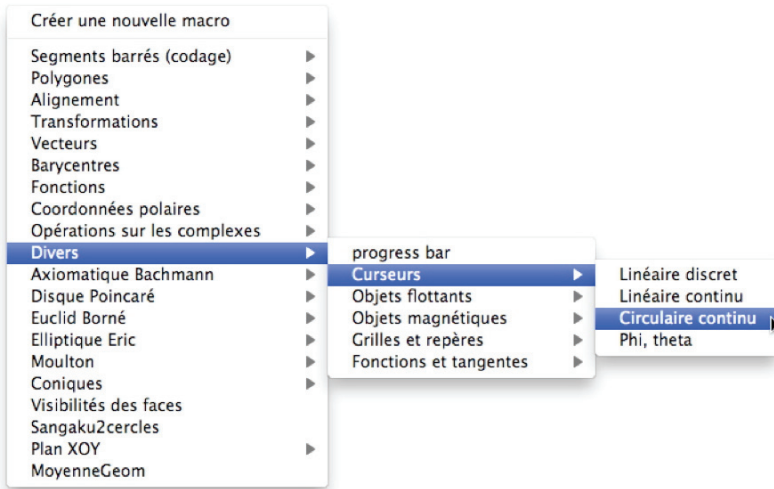 Créer une nouvelle macro
Segments barrés (codage)
Polygones
Alignement
Transformations
Vecteurs
Barycentres
Fonctions
Coordonnées polaires
Opérations sur les complexes
Divers
Axiomatique Bachmann
Disque Poincaré
Euclid Borné
Elliptique Eric
Moulton
Coniques
Visibilités des faces
Sangaku2cercles
Plan XOY
MoyenneGeom
progress bar
Curseurs
Objets flottants
Objets magnétiques
Grilles et repères
Fonctions et tangentes
Linéaire discret
Linéaire continu
Circulaire continu
Phi, theta